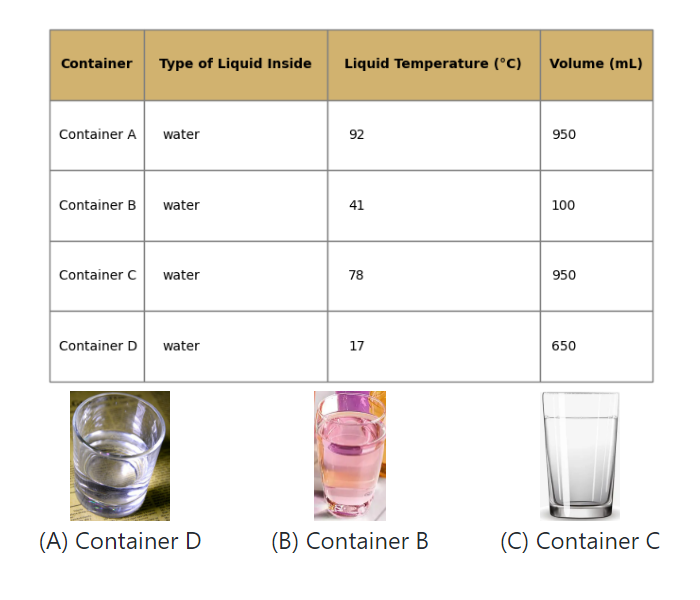 Container Type of Liquid Inside Liquid Temperature (°C) Volume (mL)
Container A water 92 950
Container B water 41 100
Container C water 78 950
Container D water 17 650
(A) Container D (B) Container B (C) Container C